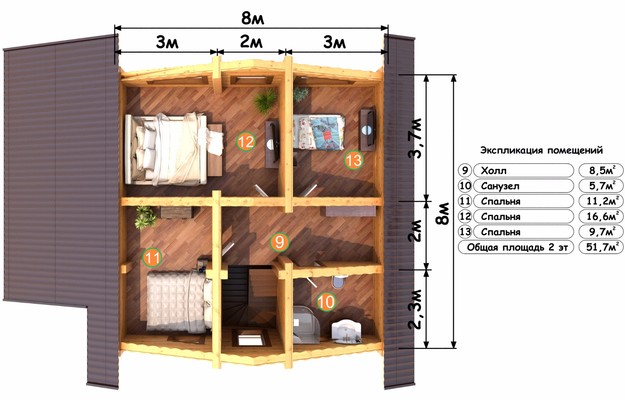 8м
3м 2м 3м
3,7м
2м
2,3м
8м
12
13
11
9
10
Экспликация помещений
9 Холл 8,5м²
10 Санузел 5,7м²
11 Спальня 11,2м²
12 Спальня 16,6м²
13 Спальня 9,7м²
Общая площадь 2 эт 51,7м²